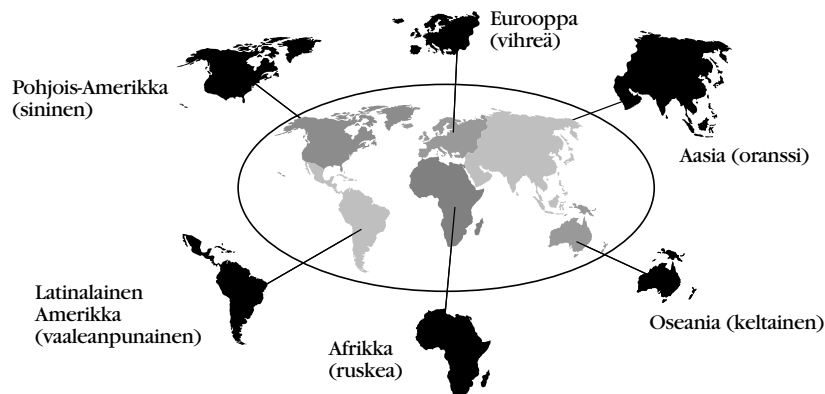 Eurooppa
(vihreä)
Pohjois-Amerikka
(sininen)
Aasia (oranssi)
Latinalainen
Amerikka
(vaaleanpunainen)
Oseania (keltainen)
Afrikka
(ruskea)